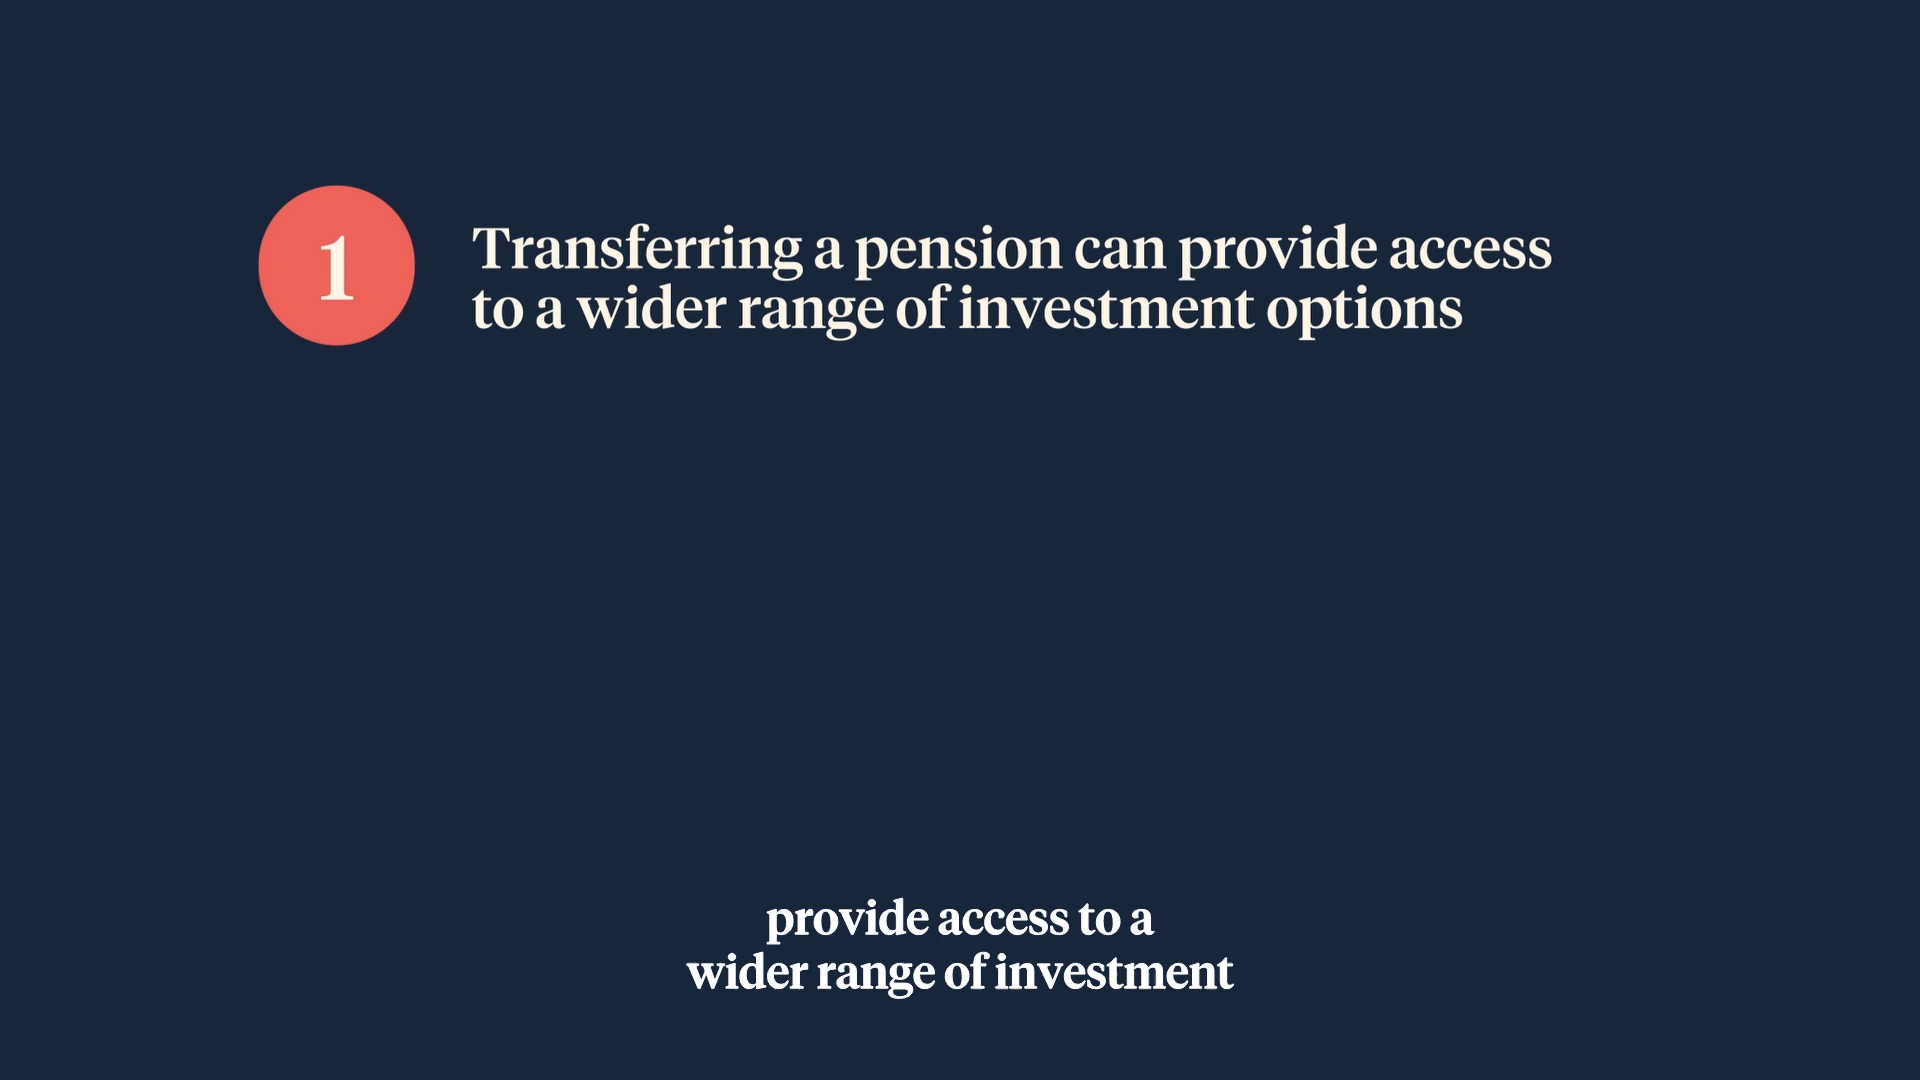 1
Transferring a pension can provide access
to a wider range of investment options
provide access to a
wider range of investment